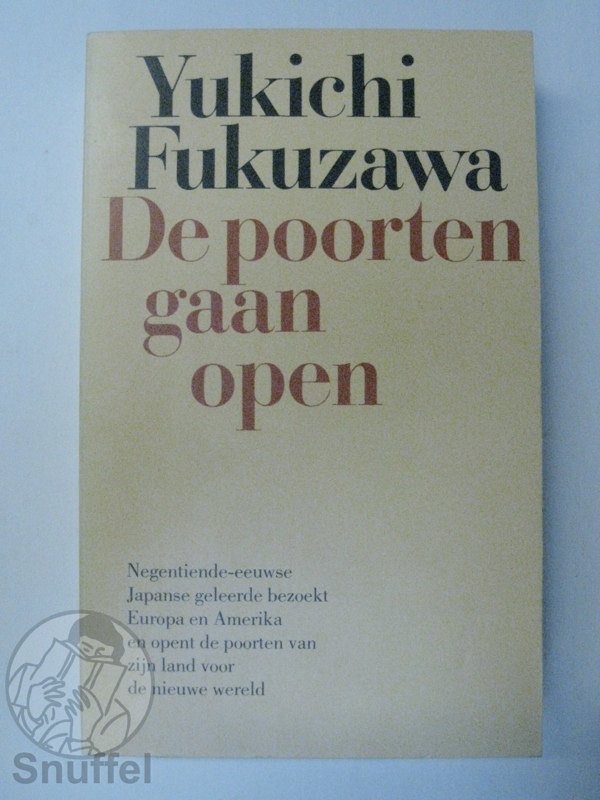 Yukichi
Fukuzawa
De poorten
gaan
open
Negentiende-eeuwse
Japanse geleerde bezoekt
Europa en Amerika
en opent de poorten van
zijn land voor
de nieuwe wereld
Snuffel